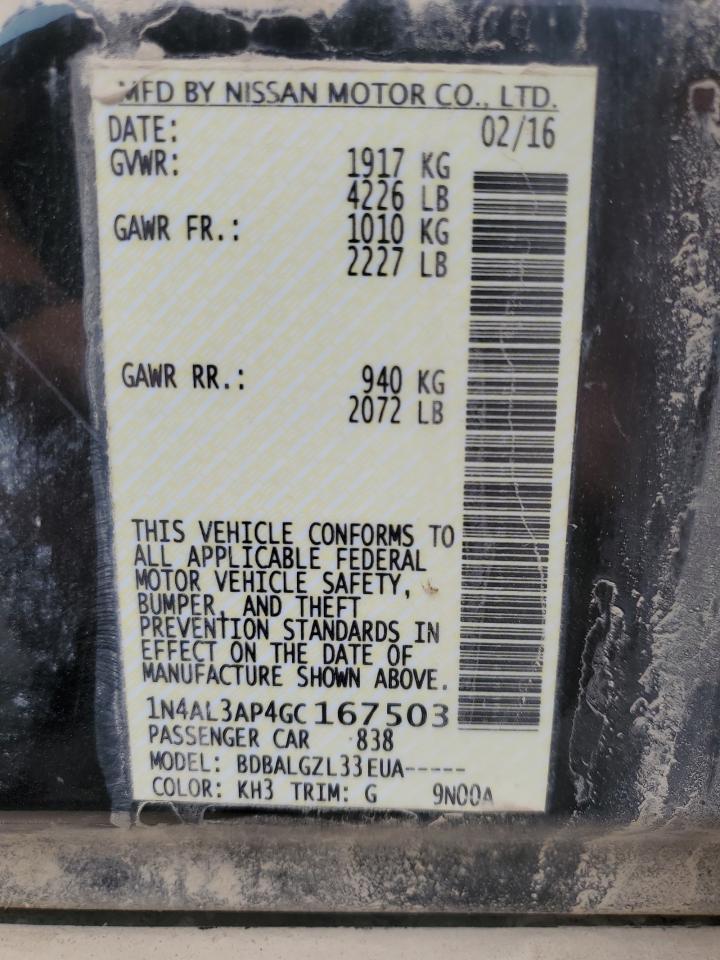 MFD BY NISSAN MOTOR CO., LTD.
DATE: 02/16
GVWR: 1917 KG
4226 LB
GAWR FR.: 1010 KG
2227 LB
GAWR RR.: 940 KG
2072 LB
THIS VEHICLE CONFORMS TO
ALL APPLICABLE FEDERAL
MOTOR VEHICLE SAFETY,
BUMPER, AND THEFT
PREVENTION STANDARDS IN
EFFECT ON THE DATE OF
MANUFACTURE SHOWN ABOVE.
1N4AL3AP4GC167503
PASSENGER CAR 838
MODEL: BDBALGZL33EUA-----
COLOR: KH3 TRIM: G 9N00A